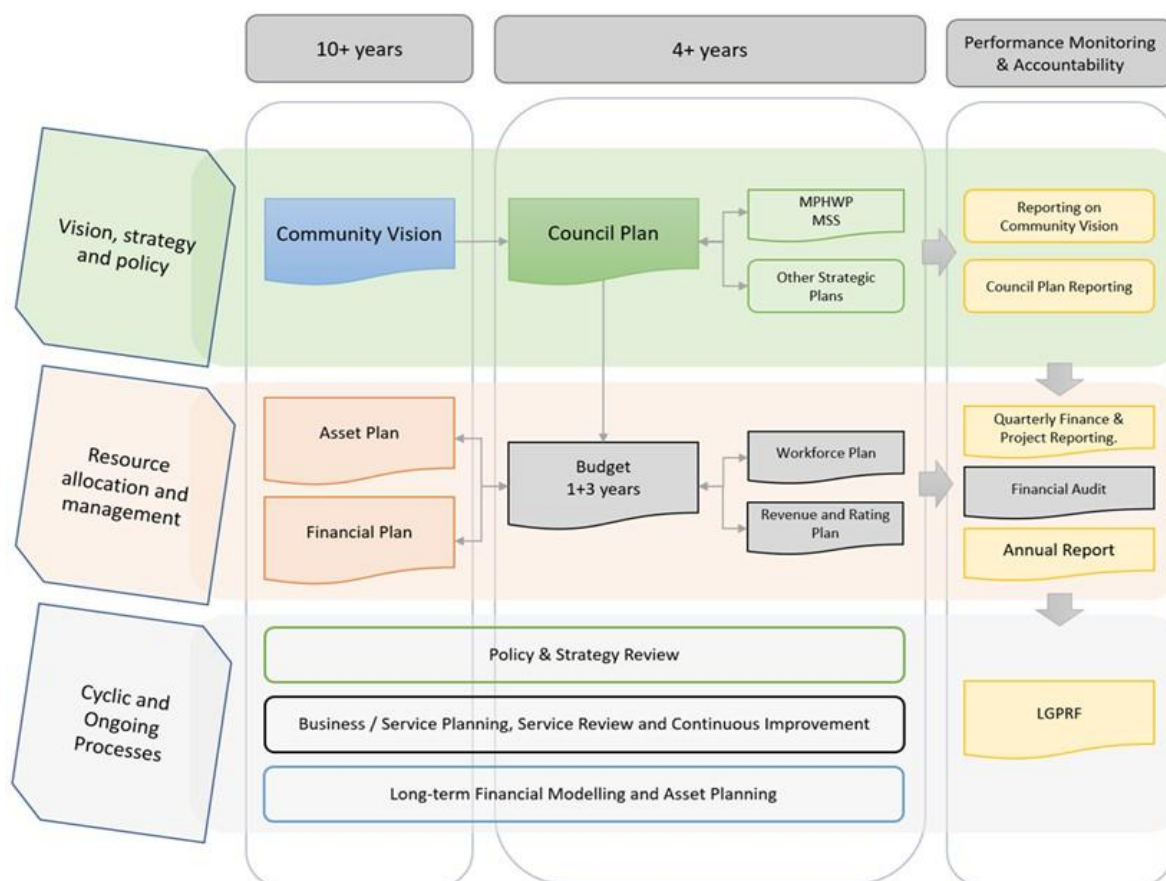 10+ years
4+ years
Performance Monitoring
& Accountability
Vision, strategy
and policy
Community Vision
Council Plan
MPHWP
MSS
Other Strategic
Plans
Reporting on
Community Vision
Council Plan Reporting
Resource
allocation and
management
Asset Plan
Financial Plan
Budget
1+3 years
Workforce Plan
Revenue and Rating
Plan
Quarterly Finance &
Project Reporting.
Financial Audit
Annual Report
Cyclic and
Ongoing
Processes
Policy & Strategy Review
Business / Service Planning, Service Review and Continuous Improvement
Long-term Financial Modelling and Asset Planning
LGPRF